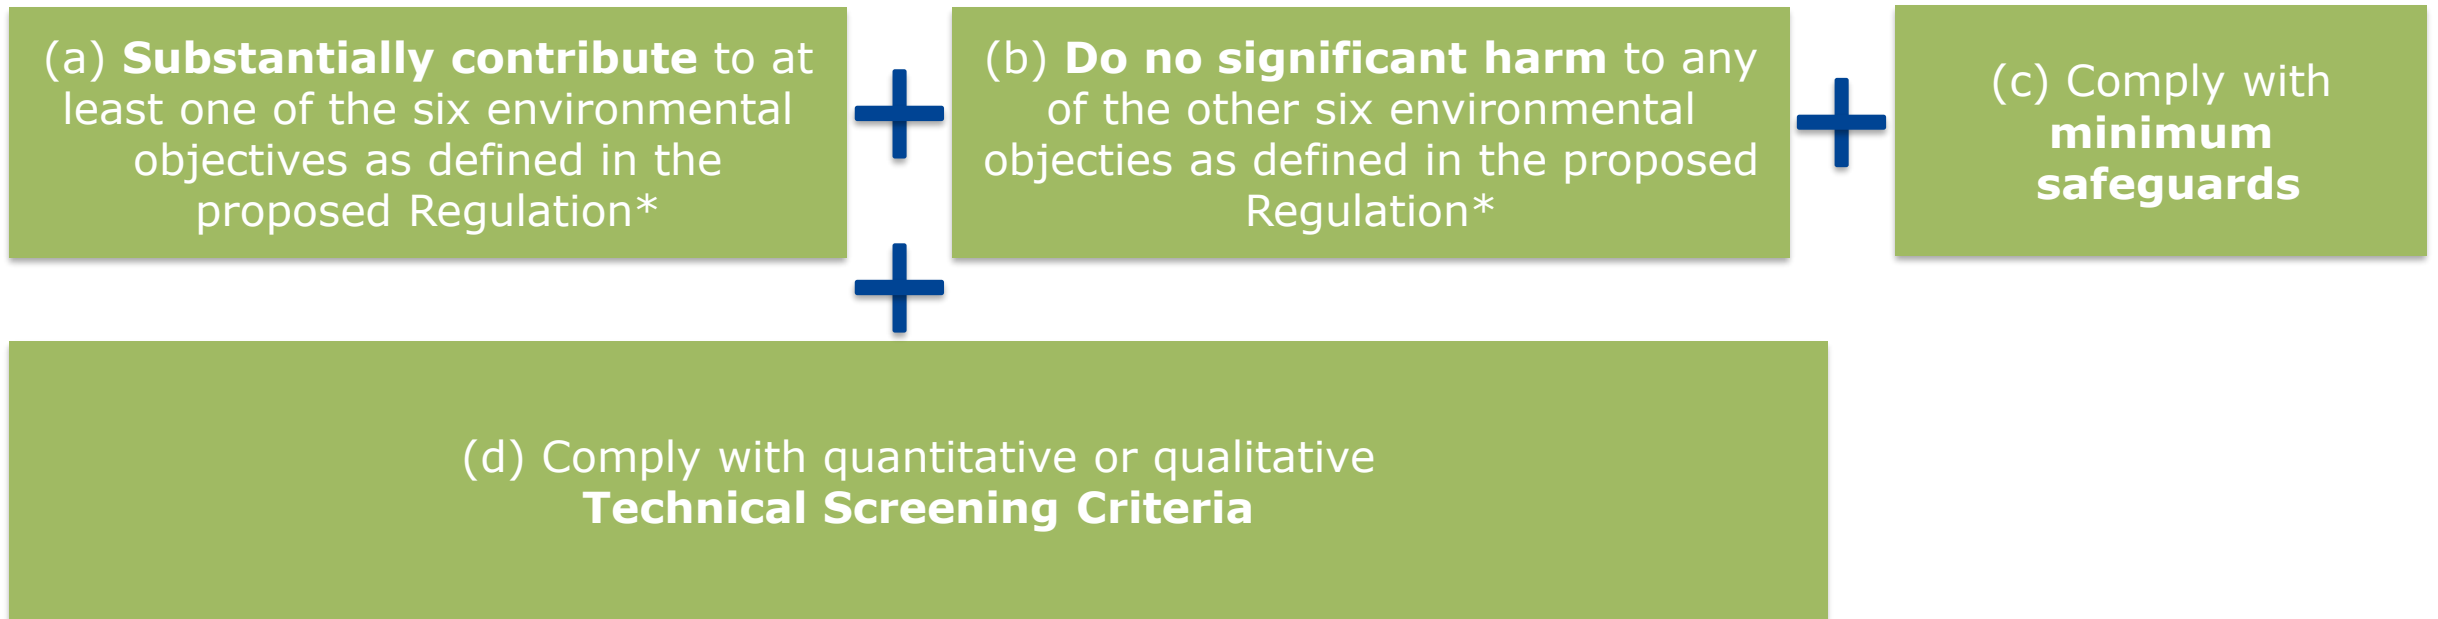 (a) Substantially contribute to at
least one of the six environmental
objectives as defined in the
proposed Regulation*
(b) Do no significant harm to any
of the other six environmental
objecties as defined in the proposed
Regulation*
(c) Comply with
minimum
safeguards
(d) Comply with quantitative or qualitative
Technical Screening Criteria